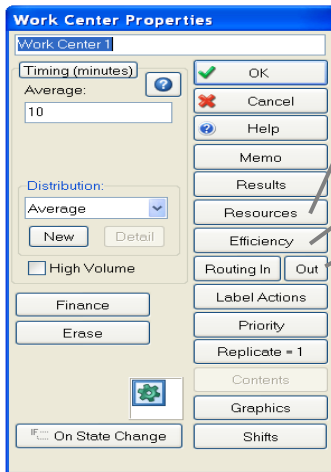 Work Center Properties
Work Center 1
Timing (minutes)
Average:
10
Distribution:
Average
New Detail
High Volume
Finance
Erase
IF On State Change
OK
Cancel
Help
Memo
Results
Resources
Efficiency
Routing In Out
Label Actions
Priority
Replicate = 1
Contents
Graphics
Shifts